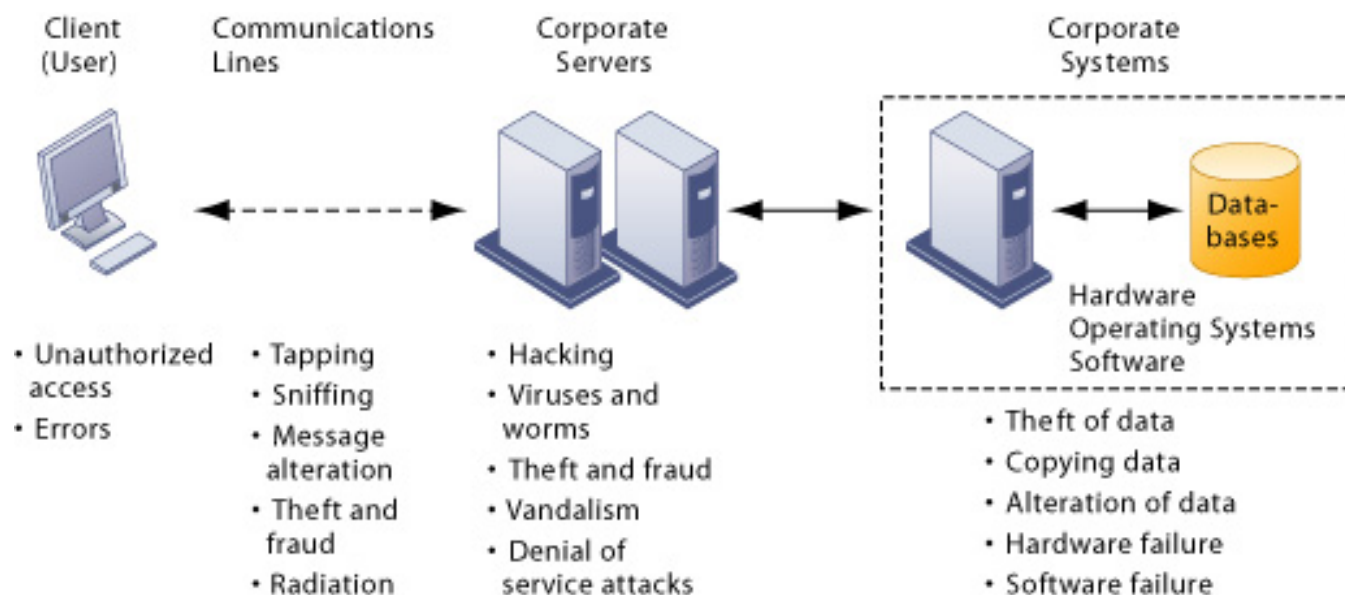 Client
(User)
Communications
Lines
Corporate
Servers
Corporate
Systems
Data-
bases
Hardware
Operating Systems
Software
• Unauthorized
access
• Errors
• Tapping
• Sniffing
• Message
alteration
• Theft and
fraud
• Radiation
• Hacking
• Viruses and
worms
• Theft and fraud
• Vandalism
• Denial of
service attacks
• Theft of data
• Copying data
• Alteration of data
• Hardware failure
• Software failure